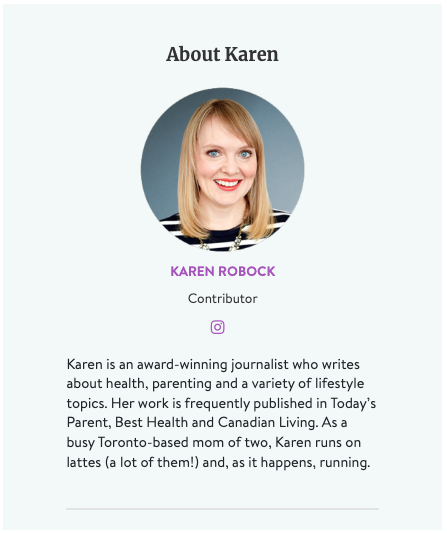 About Karen
KAREN ROBOCK
Contributor
Karen is an award-winning journalist who writes
about health, parenting and a variety of lifestyle
topics. Her work is frequently published in Today’s
Parent, Best Health and Canadian Living. As a
busy Toronto-based mom of two, Karen runs on
lattes (a lot of them!) and, as it happens, running.